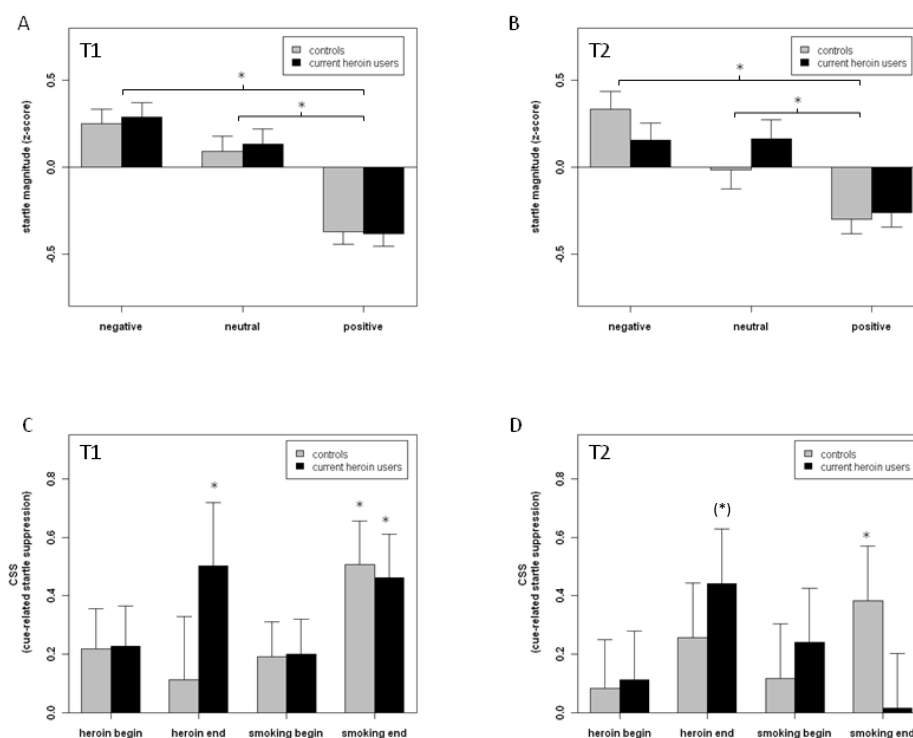 A
T1
controls
current heroin users
*
*
startle magnitude (z-score)
0.5
0.0
-0.5
negative neutral positive
B
T2
controls
current heroin users
*
*
startle magnitude (z-score)
0.5
0.0
-0.5
negative neutral positive
C
T1
controls
current heroin users
*
*
*
CSS
(cue-related startle suppression)
0.8
0.6
0.4
0.2
0.0
heroin begin heroin end smoking begin smoking end
D
T2
controls
current heroin users
(*)
*
CSS
(cue-related startle suppression)
0.8
0.6
0.4
0.2
0.0
heroin begin heroin end smoking begin smoking end